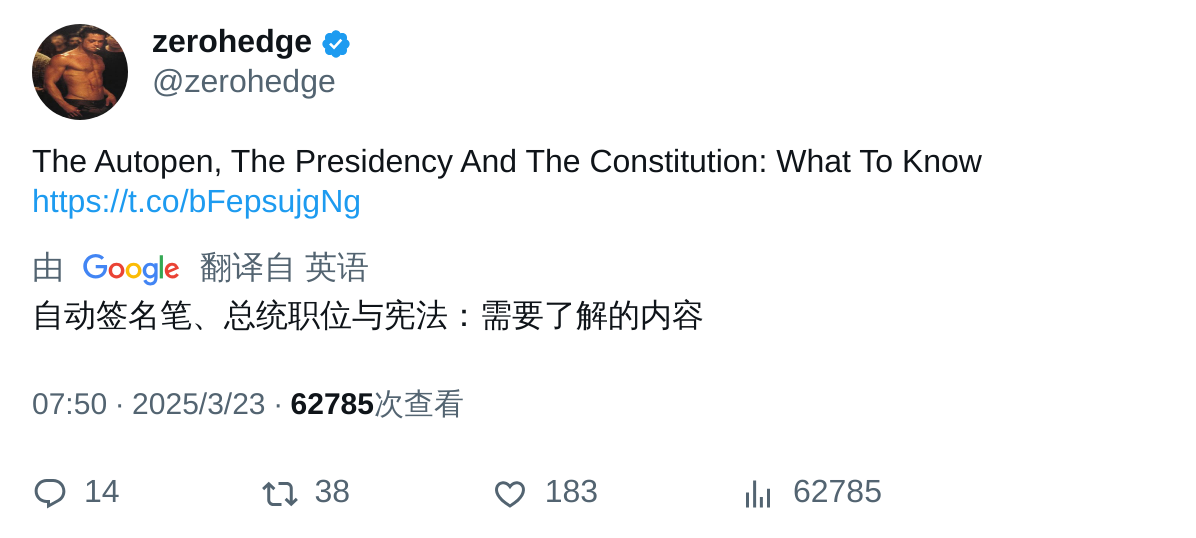 zerohedge
@zerohedge
The Autopen, The Presidency And The Constitution: What To Know
https://t.co/bFepsujgNg
由 Google 翻译自 英语
自动签名笔、总统职位与宪法：需要了解的内容
07:50 · 2025/3/23 · 62785次查看
14 38 183 62785